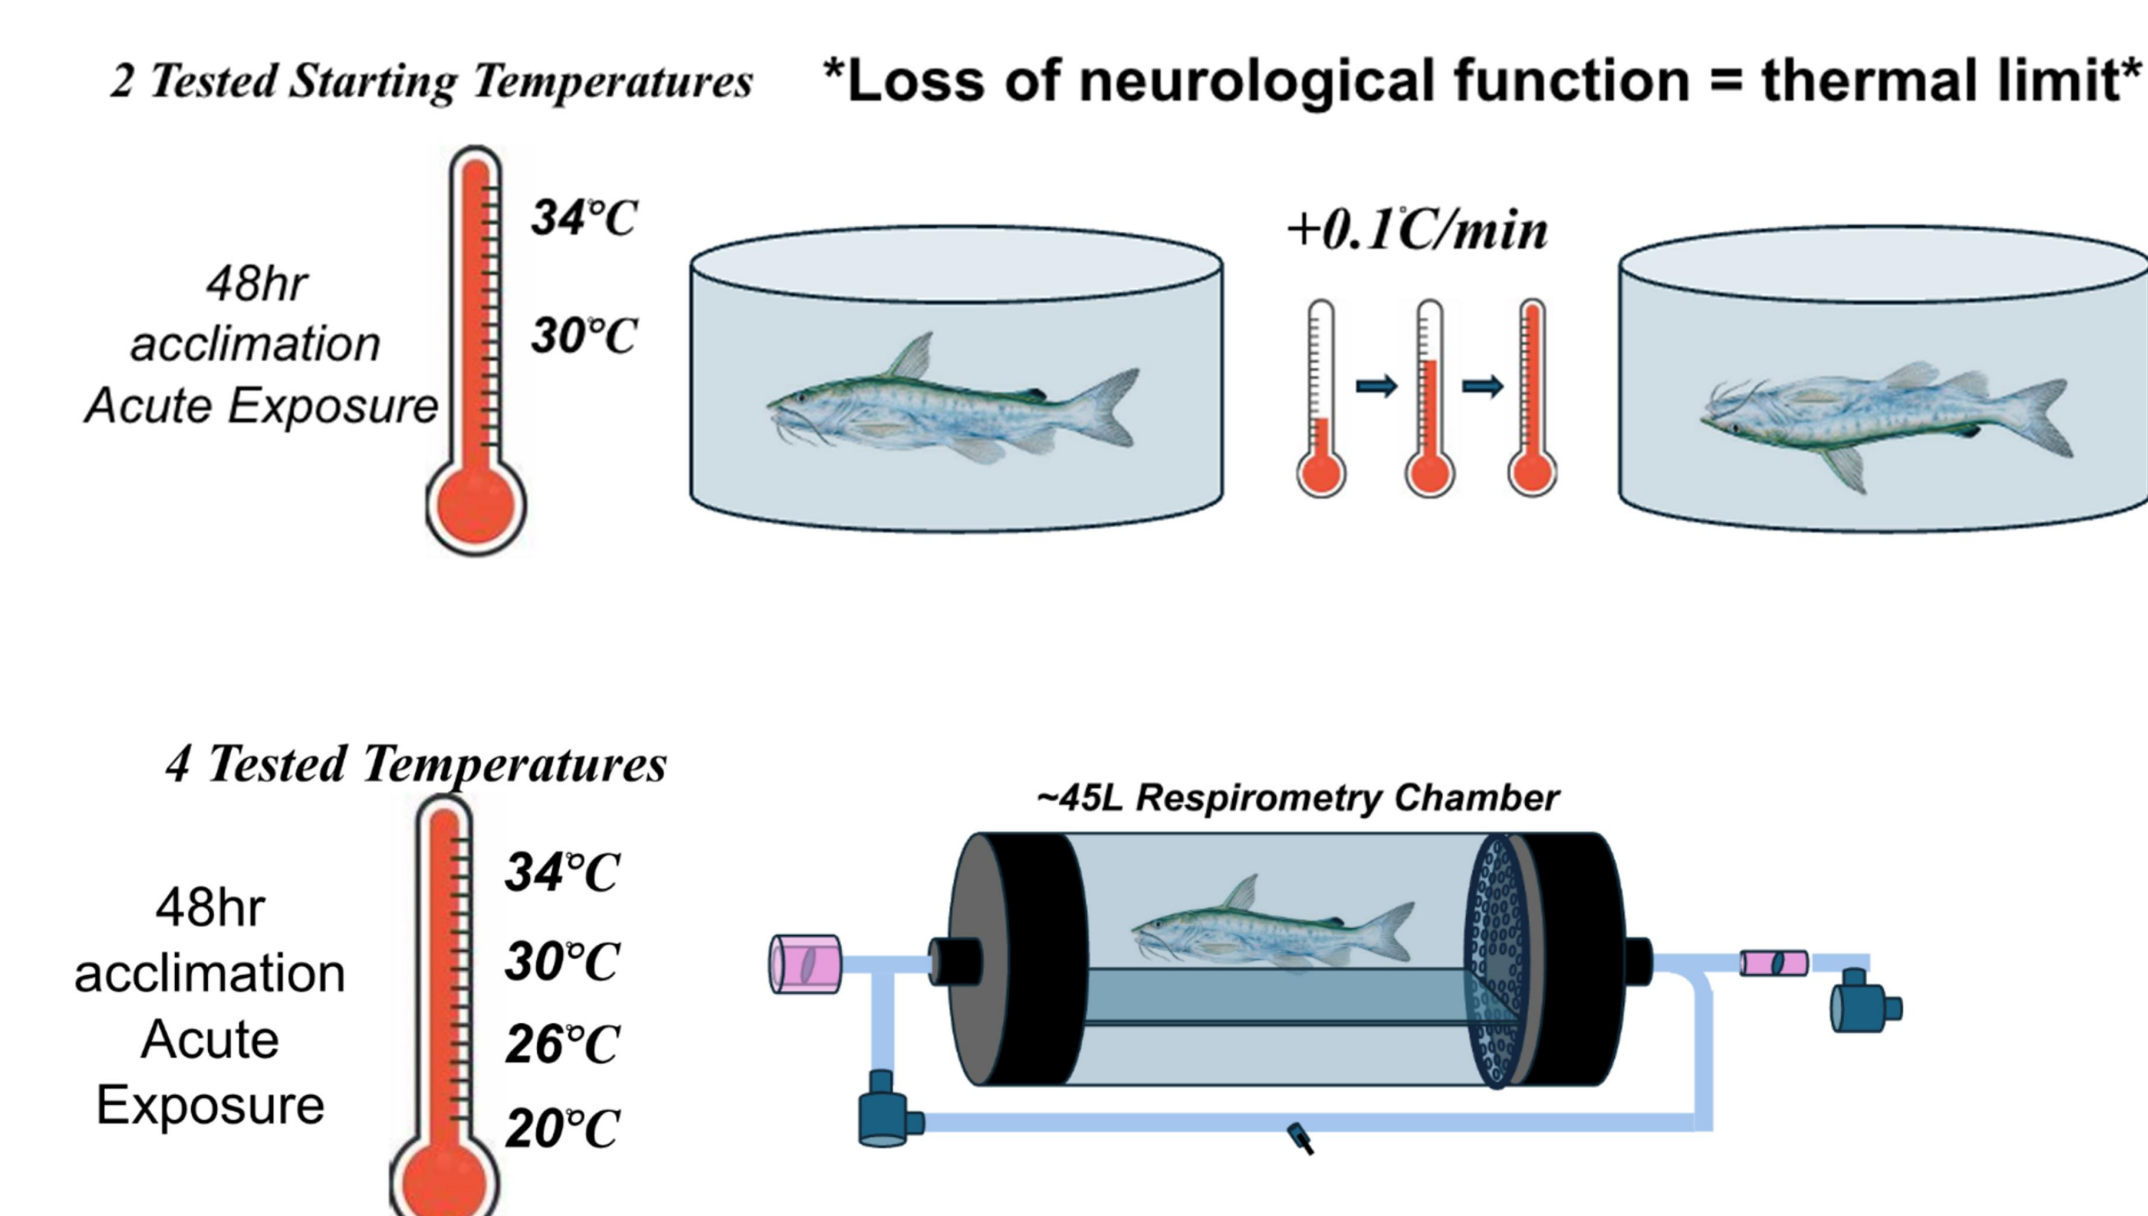 2 Tested Starting Temperatures
*Loss of neurological function = thermal limit*
34°C
30°C
48hr
acclimation
Acute Exposure
+0.1°C/min
4 Tested Temperatures
~45L Respirometry Chamber
34°C
30°C
26°C
20°C
48hr
acclimation
Acute
Exposure